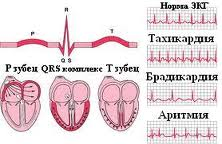 R
P
T
Q S
Р зубец QRS комплекс Т зубец
Норма ЭКГ
Тахикардия
Брадикардия
Аритмия